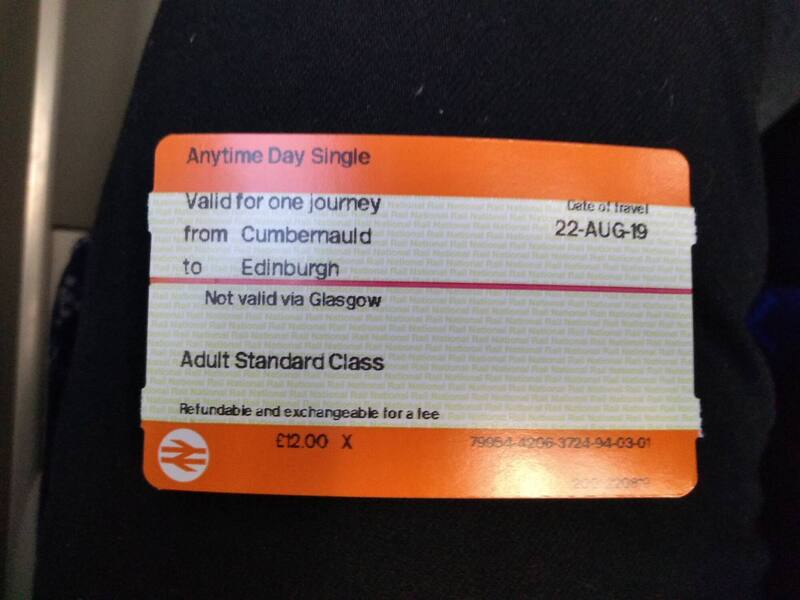 Anytime Day Single
Valid for one journey
Date of travel
from Cumbernauld
22-AUG-19
to Edinburgh
Not valid via Glasgow
Adult Standard Class
Refundable and exchangeable for a fee
£12.00 X
79954-4206-3724-94-03-01